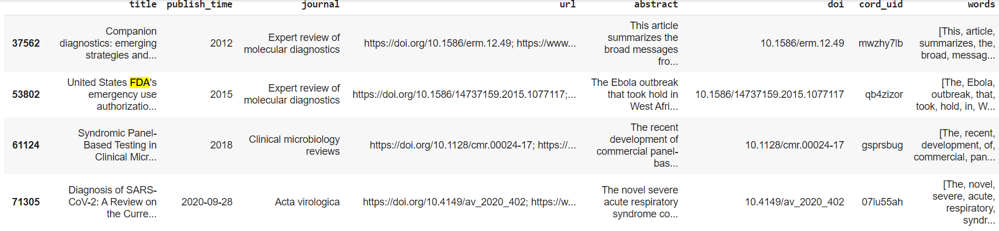 title publish_time journal url abstract doi cord_uid words
37562 Companion diagnostics: emerging strategies and... 2012 Expert review of molecular diagnostics https://doi.org/10.1586/erm.12.49; https://www... This article summarizes the broad messages fro... 10.1586/erm.12.49 mwzhy7lb [This, article, summarizes, the, broad, messag...
53802 United States FDA's emergency use authorizatio... 2015 Expert review of molecular diagnostics https://doi.org/10.1586/14737159.2015.1077117;... The Ebola outbreak that took hold in West Afri... 10.1586/14737159.2015.1077117 qb4zizor [The, Ebola, outbreak, that, took, hold, in, W...
61124 Syndromic Panel-Based Testing in Clinical Micr... 2018 Clinical microbiology reviews https://doi.org/10.1128/cmr.00024-17; https://... The recent development of commercial panel-bas... 10.1128/cmr.00024-17 gsprsbug [The, recent, development, of, commercial, pan...
71305 Diagnosis of SARS-CoV-2: A Review on the Curre... 2020-09-28 Acta virologica https://doi.org/10.4149/av_2020_402; https://w... The novel severe acute respiratory syndrome co... 10.4149/av_2020_402 07lu55ah [The, novel, severe, acute, respiratory, syndr...